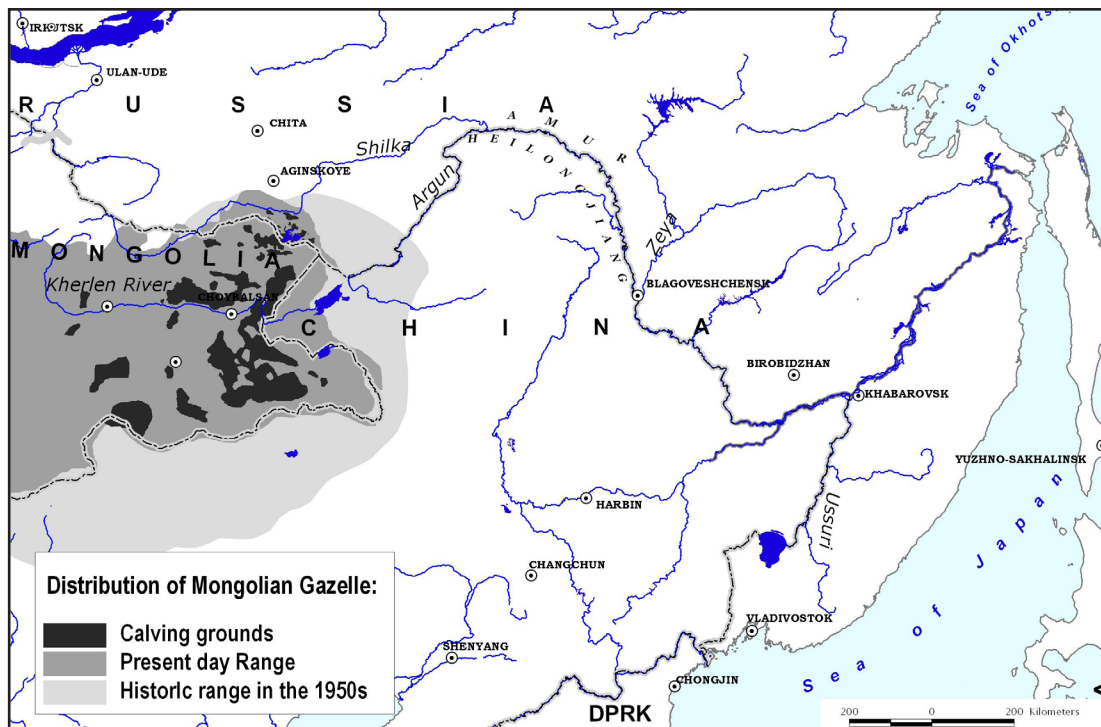 IRKUTSK
ULAN-UDE
Sea of Okhots
R U S S I A
CHITA
Shilka
AMUR
HEILONGJIANG
AGINSKOYE
Argun
Zeya
MONGOLIA
Kherlen River
CHOYBALSAN
BLAGOVESHCHENSK
C H I N A
BIROBIDZHAN
KHABAROVSK
YUZHNO-SAKHALINSK
HARBIN
Ussuri
Sea of Japan
CHANGCHUN
VLADIVOSTOK
SHENYANG
CHONGJIN
DPRK
Distribution of Mongolian Gazelle:
Calving grounds
Present day Range
Historic range in the 1950s
200 0 200 Kilometers